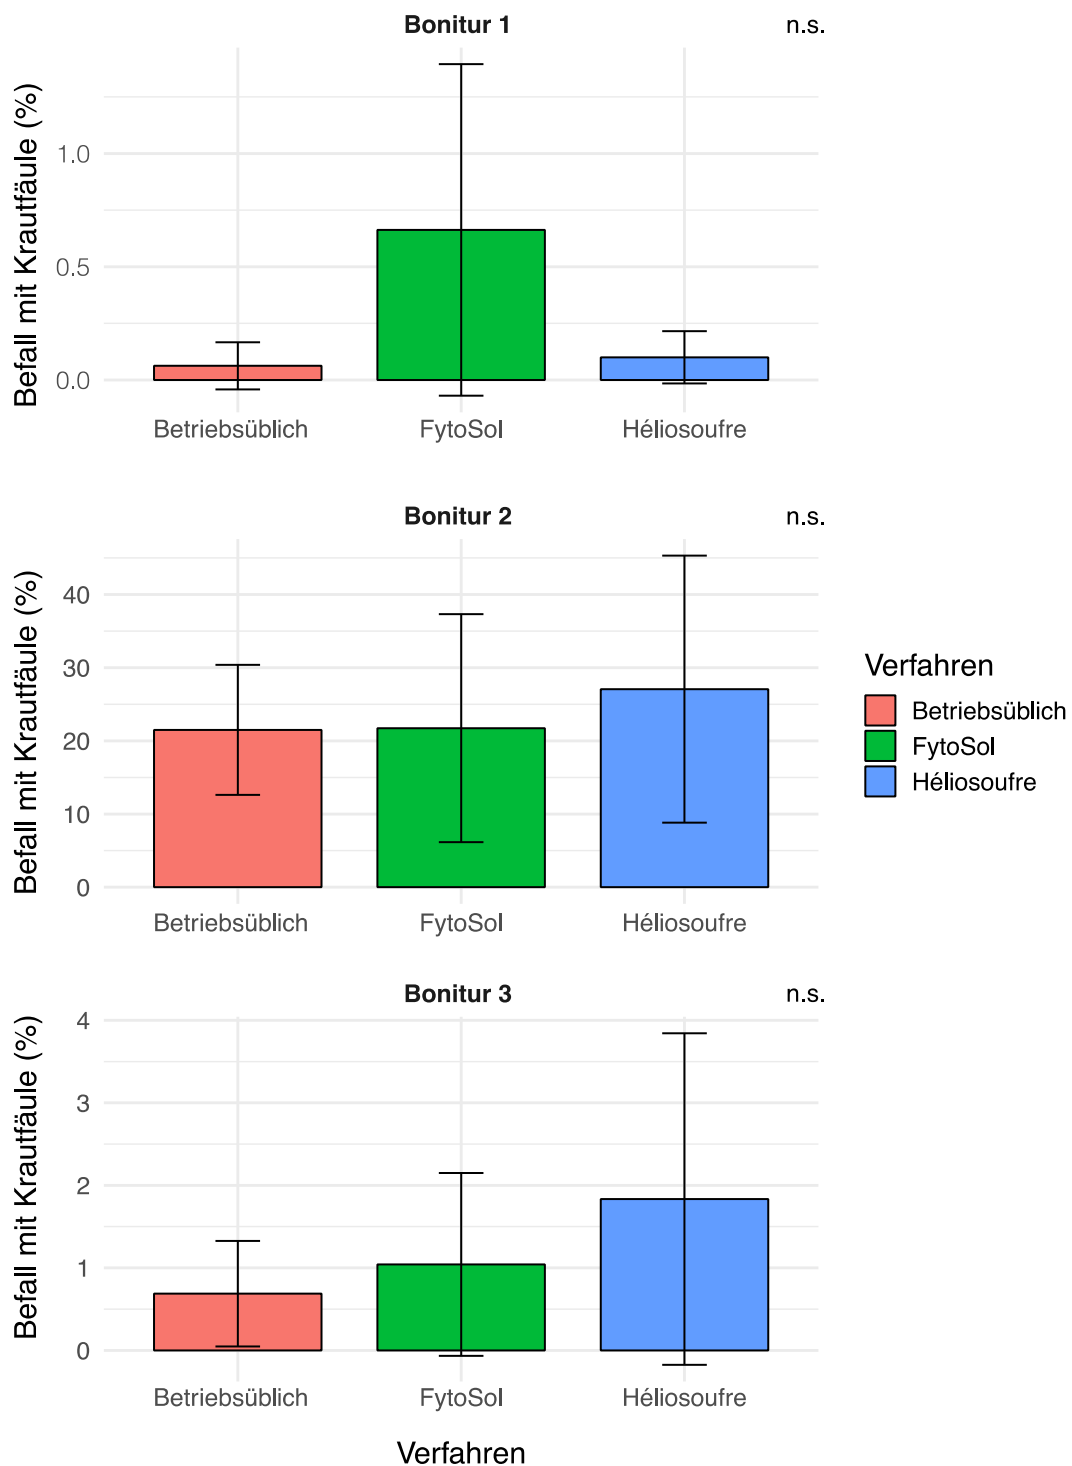 Bonitur 1
n.s.
Befall mit Krautfäule (%)
1.0
0.5
0.0
Betriebsüblich
FytoSol
Héliosoufre
Bonitur 2
n.s.
Befall mit Krautfäule (%)
40
30
20
10
0
Betriebsüblich
FytoSol
Héliosoufre
Verfahren
Betriebsüblich
FytoSol
Héliosoufre
Bonitur 3
n.s.
Befall mit Krautfäule (%)
4
3
2
1
0
Betriebsüblich
FytoSol
Héliosoufre
Verfahren